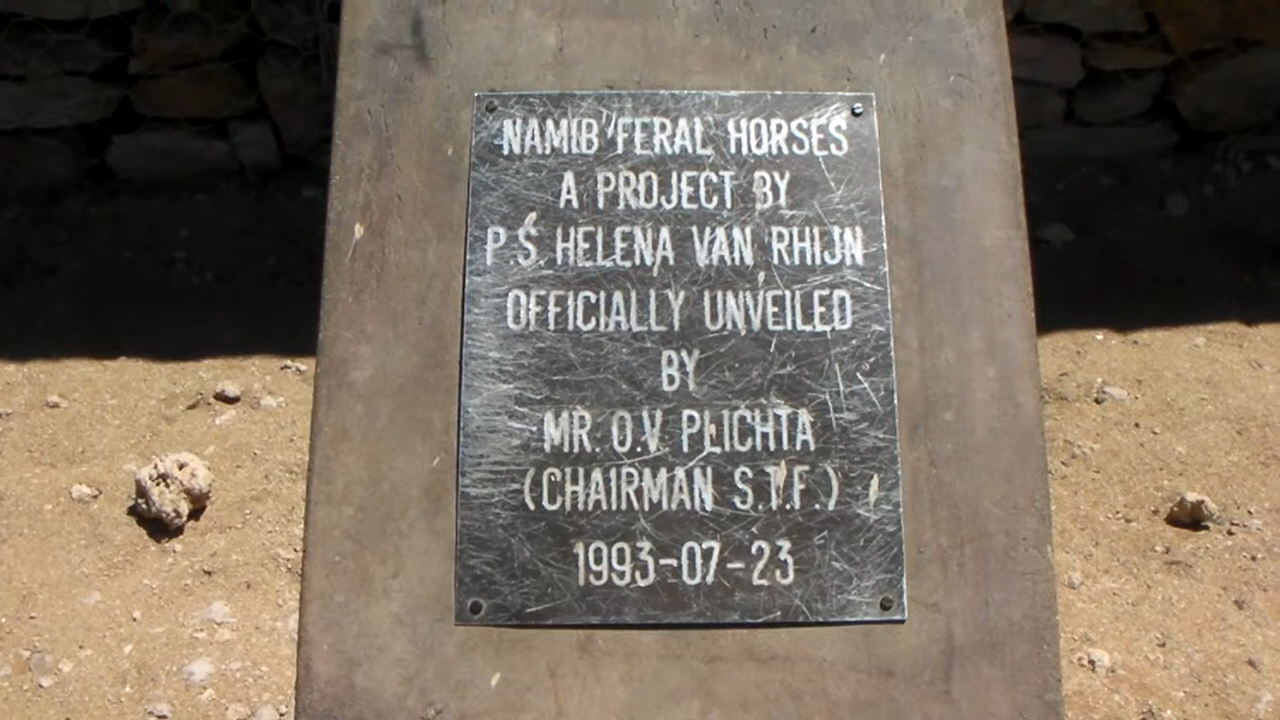 NAMIB FERAL HORSES
A PROJECT BY
P.S. HELENA VAN RHIJN
OFFICIALLY UNVEILED
BY
MR. O.V PLICHTA
(CHAIRMAN S.T.F.)
1993-07-23